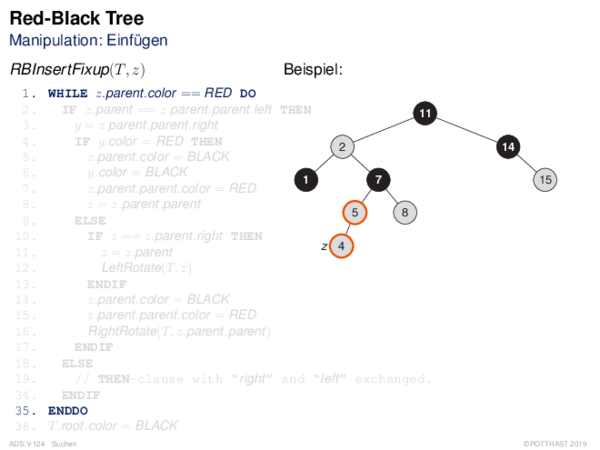 Red-Black Tree
Manipulation: Einfügen
RBInsertFixup(T, z)
1. WHILE z.parent.color == RED DO
2. IF z.parent == z.parent.parent.left THEN
3. y = z.parent.parent.right
4. IF y.color = RED THEN
5. z.parent.color = BLACK
6. y.color = BLACK
7. z.parent.parent.color = RED
8. z = z.parent.parent
9. ELSE
10. IF z == z.parent.right THEN
11. z = z.parent
12. LeftRotate(T, z)
13. ENDIF
14. z.parent.color = BLACK
15. z.parent.parent.color = RED
16. RightRotate(T, z.parent.parent)
17. ENDIF
18. ELSE
19. // THEN-clause with "right" and "left" exchanged.
34. ENDIF
35. ENDDO
36. T.root.color = BLACK
Beispiel:
11
2 14
1 7 15
5 8
z 4
ADS:V-124 Suchen
© POTTHAST 2019